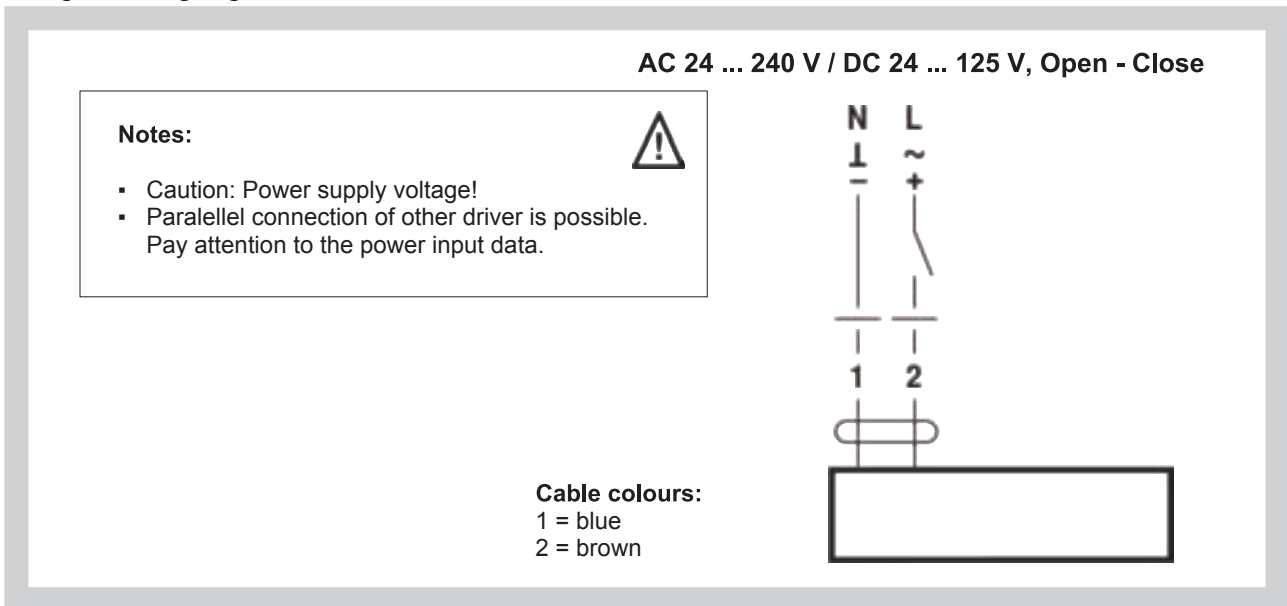 AC 24 ... 240 V / DC 24 ... 125 V, Open - Close
Notes:
▪ Caution: Power supply voltage!
▪ Paralellel connection of other driver is possible.
Pay attention to the power input data.
N L
⊥ ~
− +
1 2
Cable colours:
1 = blue
2 = brown